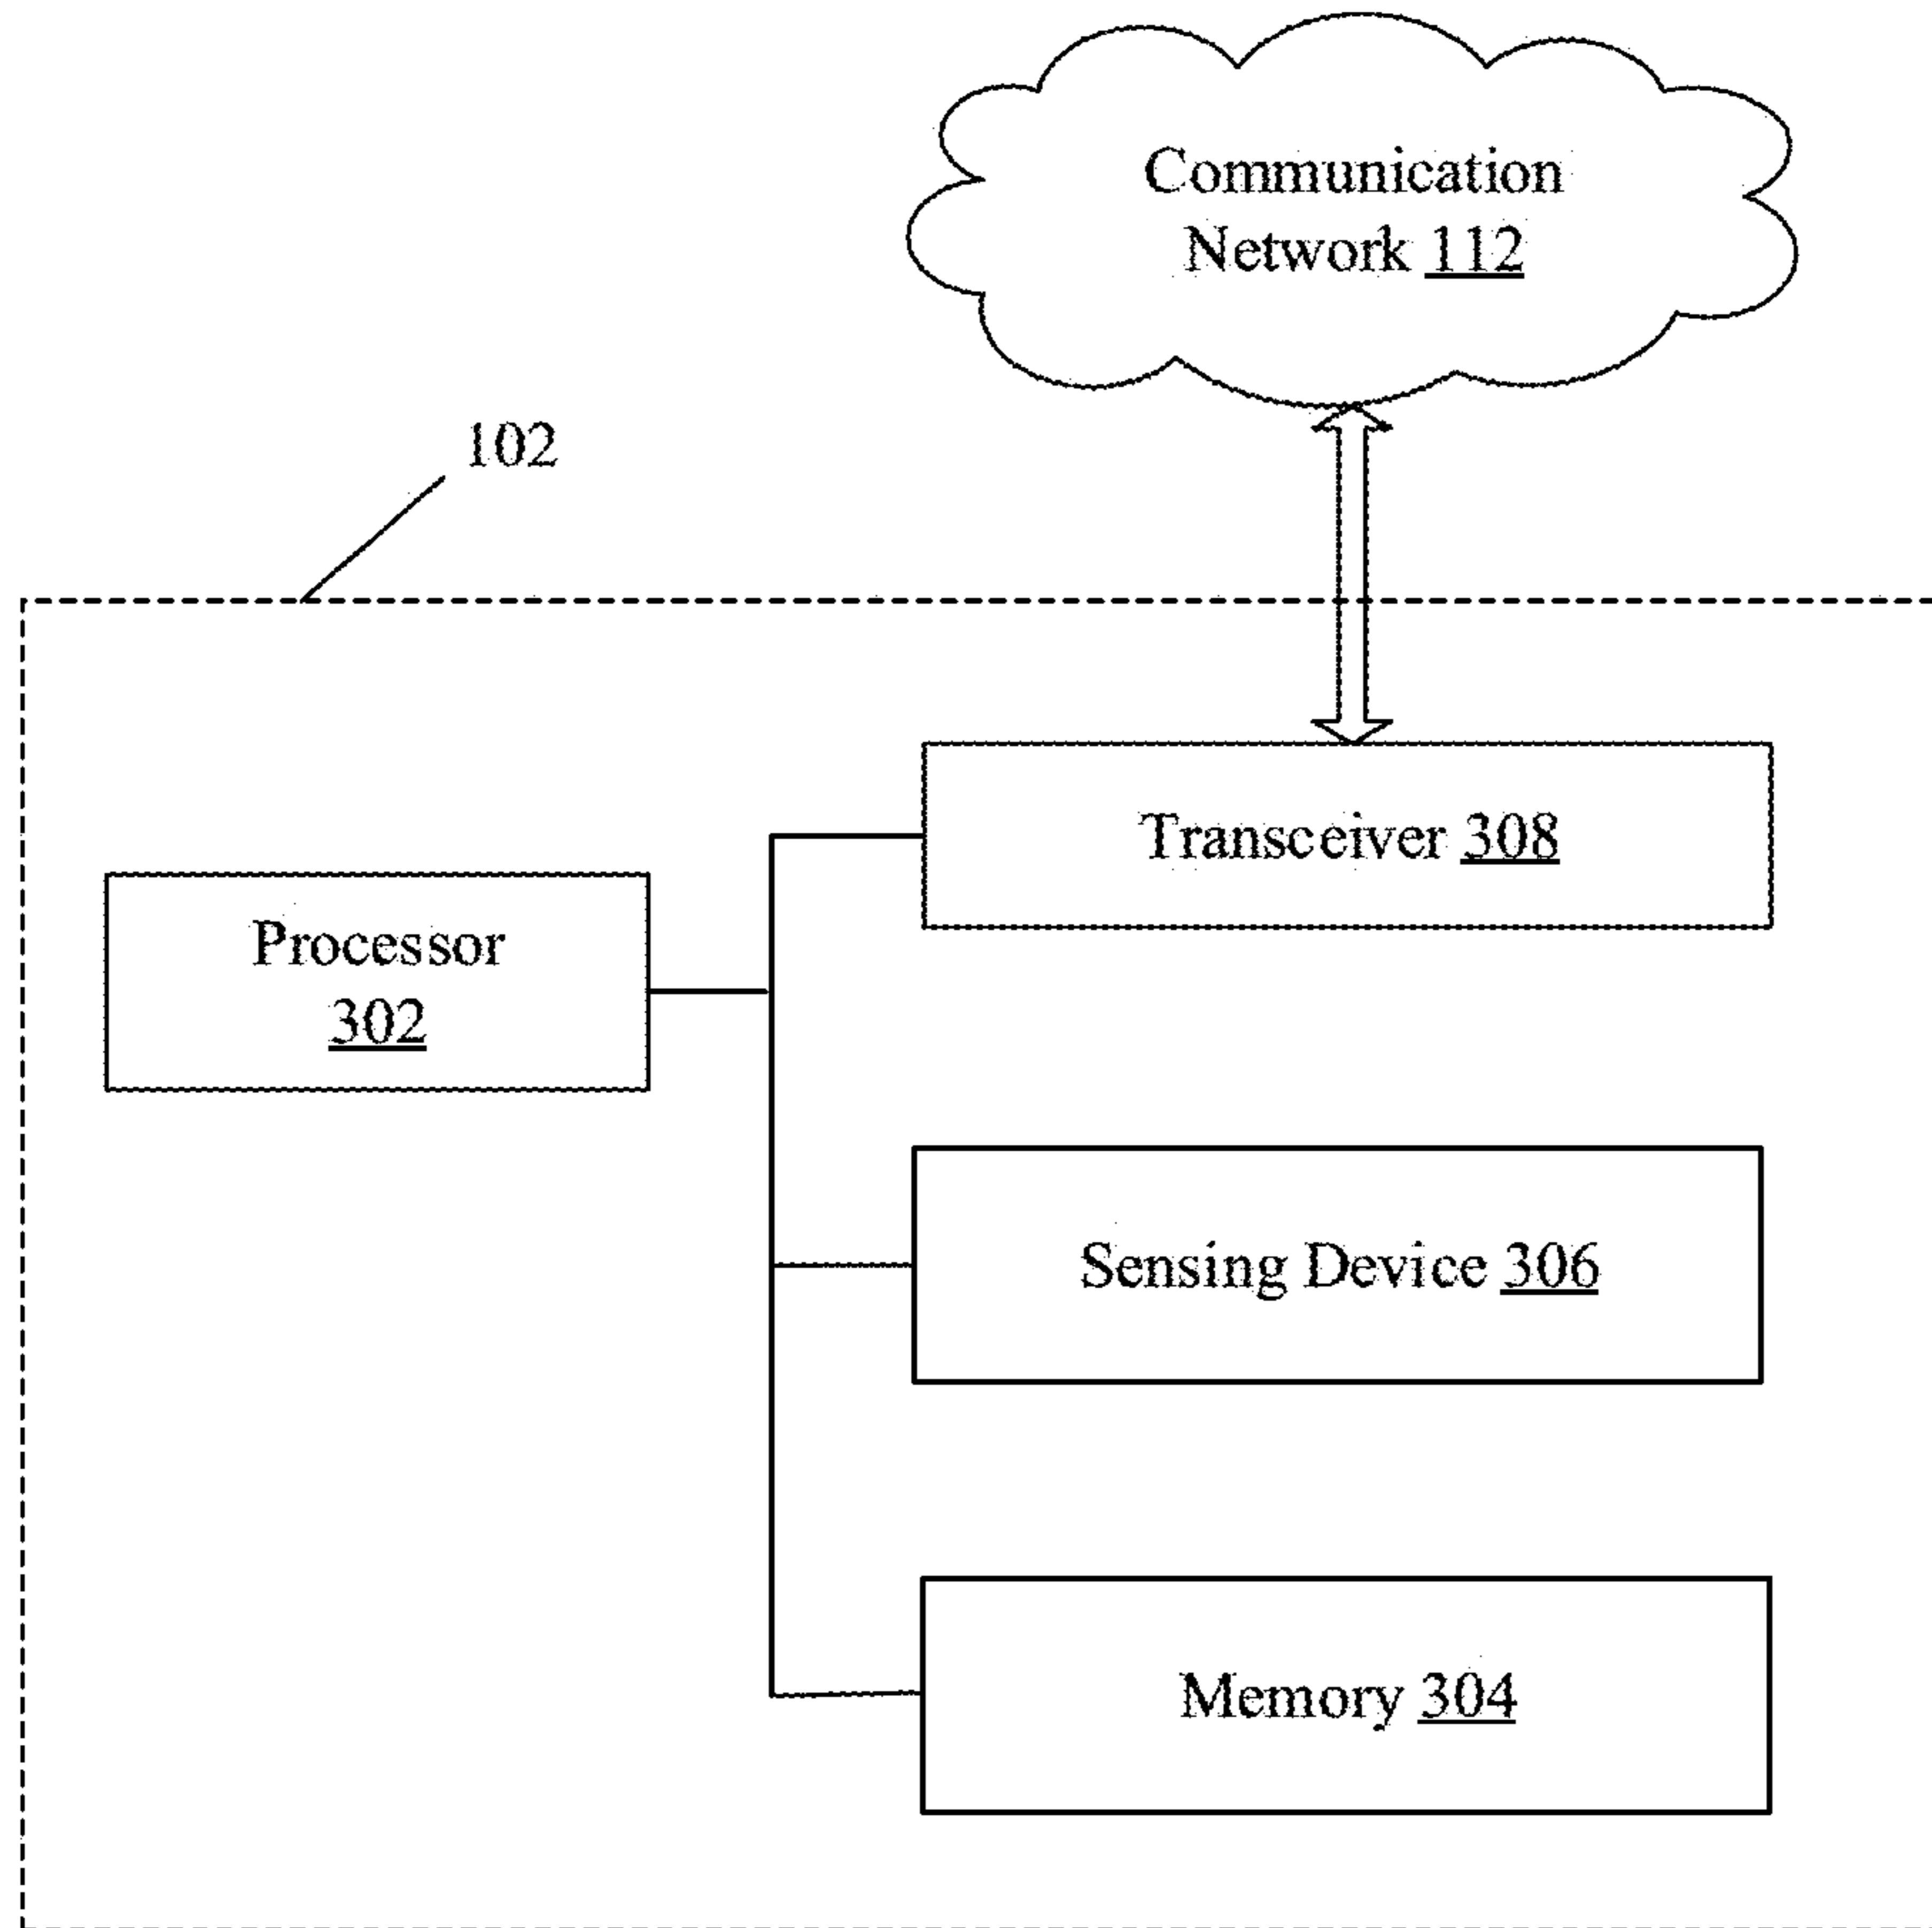 Communication
Network 112
102
Transceiver 308
Processor
302
Sensing Device 306
Memory 304